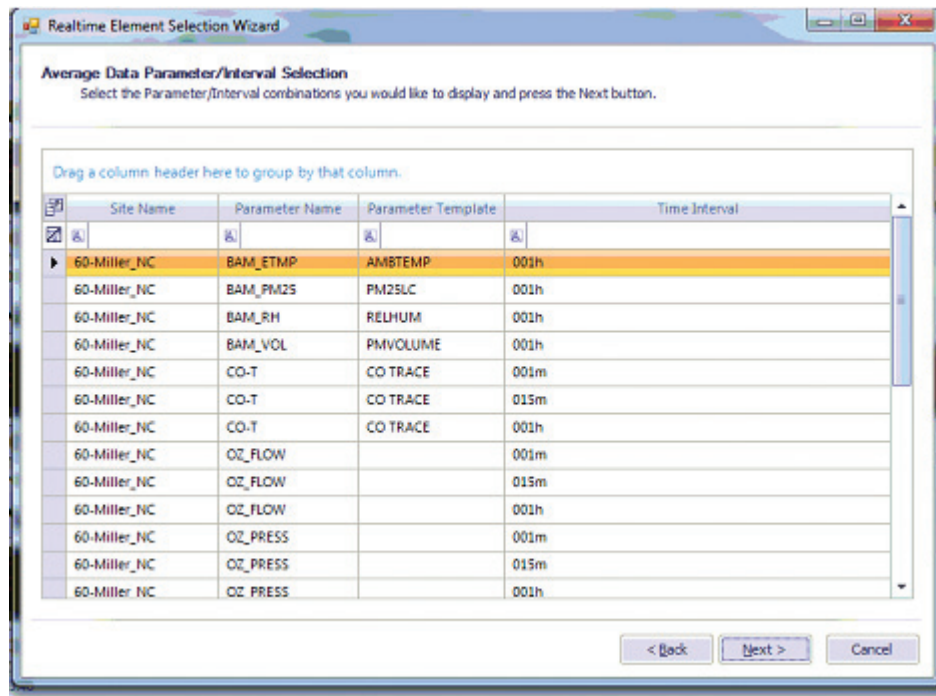 Realtime Element Selection Wizard
Average Data Parameter/Interval Selection
Select the Parameter/Interval combinations you would like to display and press the Next button.
Drag a column header here to group by that column.
Site Name Parameter Name Parameter Template Time Interval
60-Miller_NC BAM_ETMP AMBTEMP 001h
60-Miller_NC BAM_PM25 PM25LC 001h
60-Miller_NC BAM_RH RELHUM 001h
60-Miller_NC BAM_VOL PMVOLUME 001h
60-Miller_NC CO-T CO TRACE 001m
60-Miller_NC CO-T CO TRACE 015m
60-Miller_NC CO-T CO TRACE 001h
60-Miller_NC OZ_FLOW 001m
60-Miller_NC OZ_FLOW 015m
60-Miller_NC OZ_FLOW 001h
60-Miller_NC OZ_PRESS 001m
60-Miller_NC OZ_PRESS 015m
60-Miller_NC OZ_PRESS 001h
< Back Next > Cancel